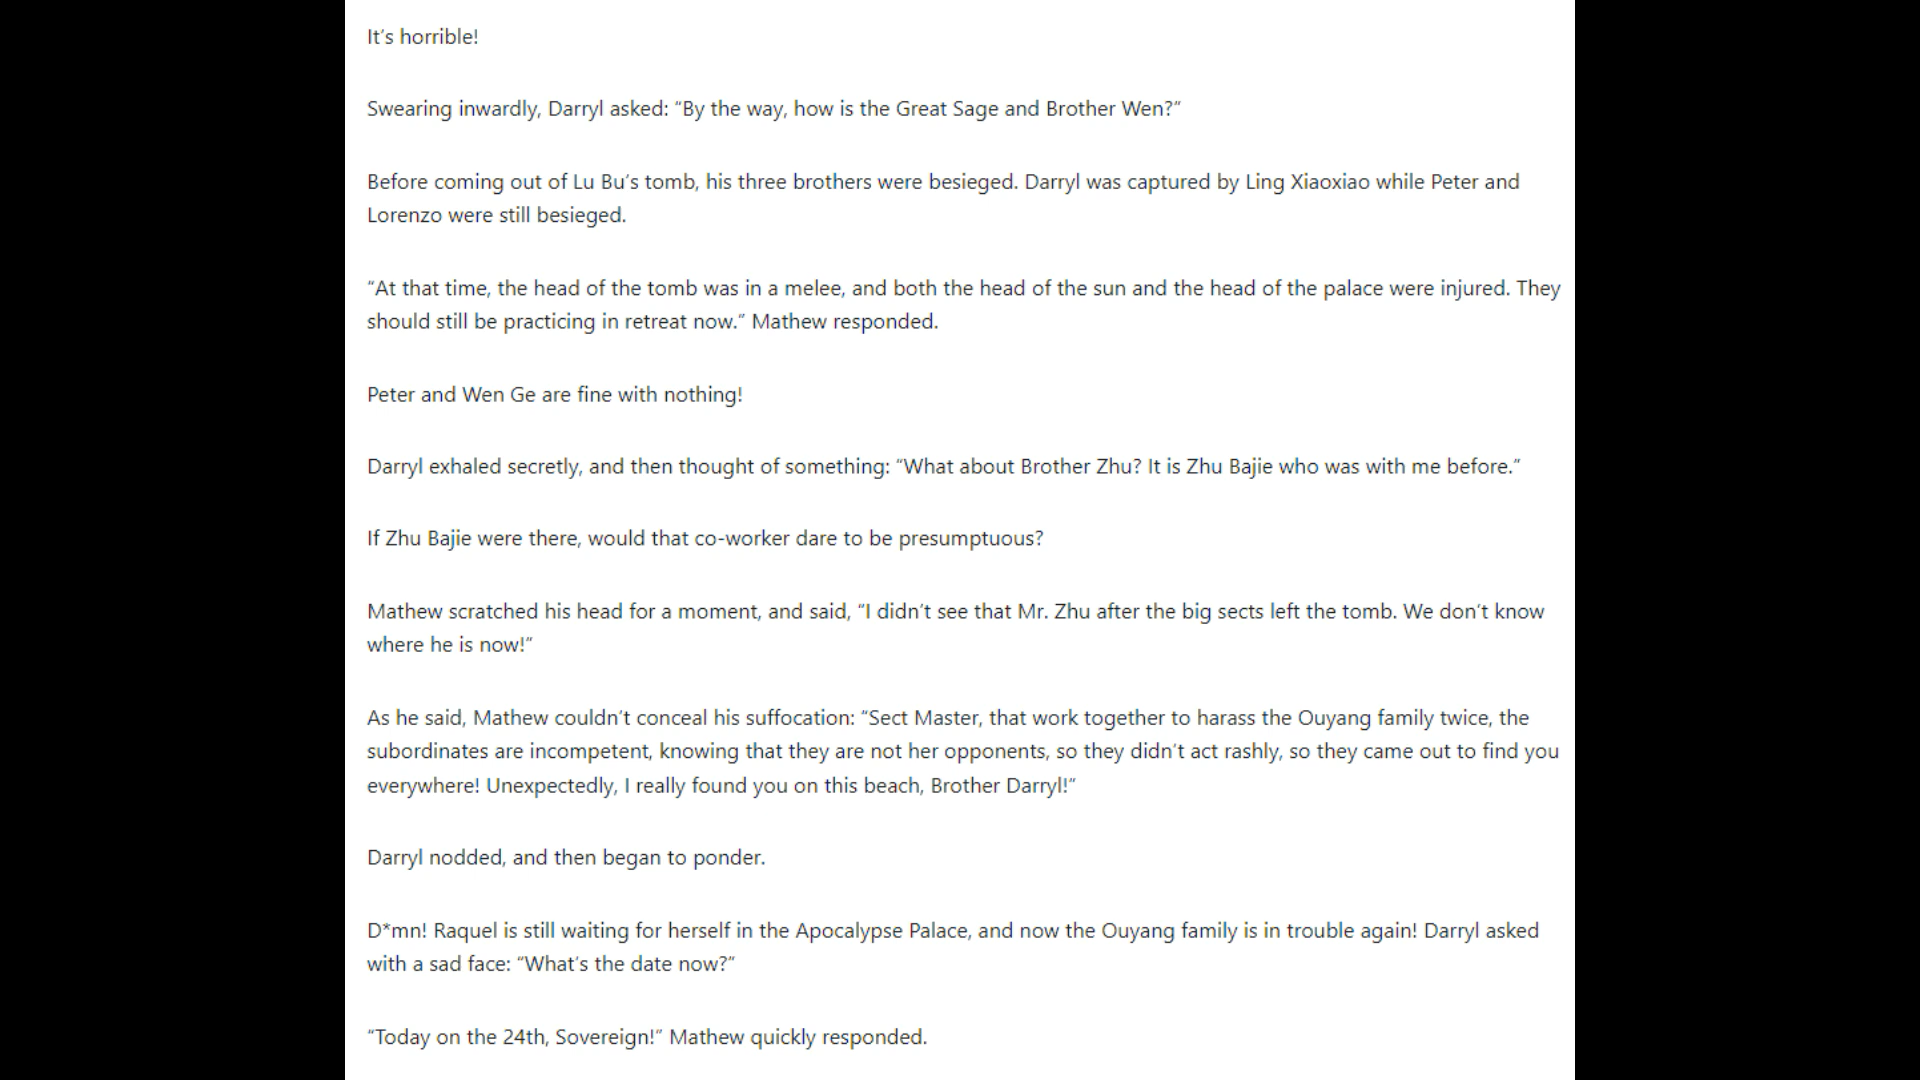 It’s horrible!
Swearing inwardly, Darryl asked: “By the way, how is the Great Sage and Brother Wen?”
Before coming out of Lu Bu’s tomb, his three brothers were besieged. Darryl was captured by Ling Xiaoxiao while Peter and
Lorenzo were still besieged.
“At that time, the head of the tomb was in a melee, and both the head of the sun and the head of the palace were injured. They
should still be practicing in retreat now.” Mathew responded.
Peter and Wen Ge are fine with nothing!
Darryl exhaled secretly, and then thought of something: “What about Brother Zhu? It is Zhu Bajie who was with me before.”
If Zhu Bajie were there, would that co-worker dare to be presumptuous?
Mathew scratched his head for a moment, and said, “I didn’t see that Mr. Zhu after the big sects left the tomb. We don’t know
where he is now!”
As he said, Mathew couldn’t conceal his suffocation: “Sect Master, that work together to harass the Ouyang family twice, the
subordinates are incompetent, knowing that they are not her opponents, so they didn’t act rashly, so they came out to find you
everywhere! Unexpectedly, I really found you on this beach, Brother Darryl!”
Darryl nodded, and then began to ponder.
D*mn! Raquel is still waiting for herself in the Apocalypse Palace, and now the Ouyang family is in trouble again! Darryl asked
with a sad face: “What’s the date now?”
“Today on the 24th, Sovereign!” Mathew quickly responded.